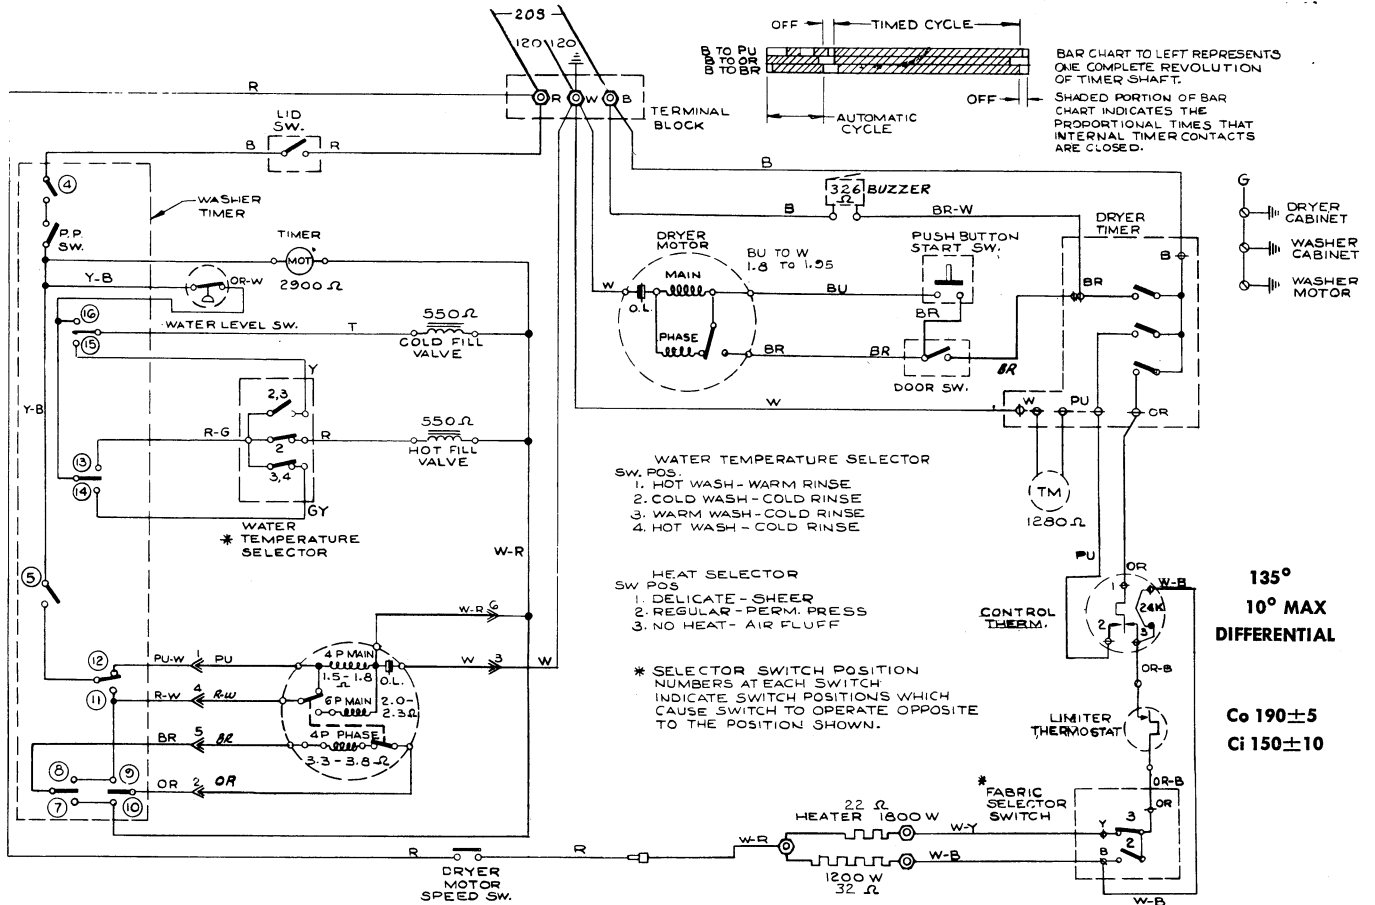 208
120 120
R
R W B
TERMINAL
BLOCK
OFF
TIMED CYCLE
B TO PU
B TO OR
B TO BR
OFF
AUTOMATIC
CYCLE
BAR CHART TO LEFT REPRESENTS
ONE COMPLETE REVOLUTION
OF TIMER SHAFT.
SHADED PORTION OF BAR
CHART INDICATES THE
PROPORTIONAL TIMES THAT
INTERNAL TIMER CONTACTS
ARE CLOSED.
LID
SW.
B R
4
WASHER
TIMER
P.P.
SW.
TIMER
MOT
2900 Ω
Y-B
OR-W
WATER LEVEL SW.
16
15
T
550 Ω
COLD FILL
VALVE
Y
Y-B
2,3
2
3,4
R-G
R
550 Ω
HOT FILL
VALVE
13
14
GY
WATER
* TEMPERATURE
SELECTOR
W-R
5
B
326
Ω
BUZZER
B
BR-W
DRYER
TIMER
B
BR
G
DRYER
CABINET
WASHER
CABINET
WASHER
MOTOR
DRYER
MOTOR
BU TO W
1.8 TO 1.95
W
MAIN
O.L.
PHASE
BU
PUSH BUTTON
START SW.
BR
BR
BR
BR
DOOR SW.
W
W
PU
OR
TM
1280 Ω
WATER TEMPERATURE SELECTOR
SW. POS.
1. HOT WASH - WARM RINSE
2. COLD WASH - COLD RINSE
3. WARM WASH - COLD RINSE
4. HOT WASH - COLD RINSE
HEAT SELECTOR
SW POS
1. DELICATE - SHEER
2. REGULAR - PERM. PRESS
3. NO HEAT - AIR FLUFF
* SELECTOR SWITCH POSITION
NUMBERS AT EACH SWITCH
INDICATE SWITCH POSITIONS WHICH
CAUSE SWITCH TO OPERATE OPPOSITE
TO THE POSITION SHOWN.
PU
OR
W-B
1
24K
2
3
CONTROL
THERM.
135°
10° MAX
DIFFERENTIAL
OR-B
LIMITER
THERMOSTAT
Co 190±5
Ci 150±10
OR-B
W-R 6
12
PU-W 1 PU
4 P MAIN
1.5-1.8
Ω
O.L.
W 3 W
11
R-W 4 R-W
6P MAIN
2.0-
2.3Ω
BR 5 BR
4P PHASE
3.3-3.8 Ω
8
9
OR 2 OR
7
10
*
FABRIC
SELECTOR
SWITCH
OR
Y
3
2
B
W-B
22 Ω
HEATER 1800 W
W-Y
W-R
W-B
1200 W
32 Ω
R
R
DRYER
MOTOR
SPEED SW.